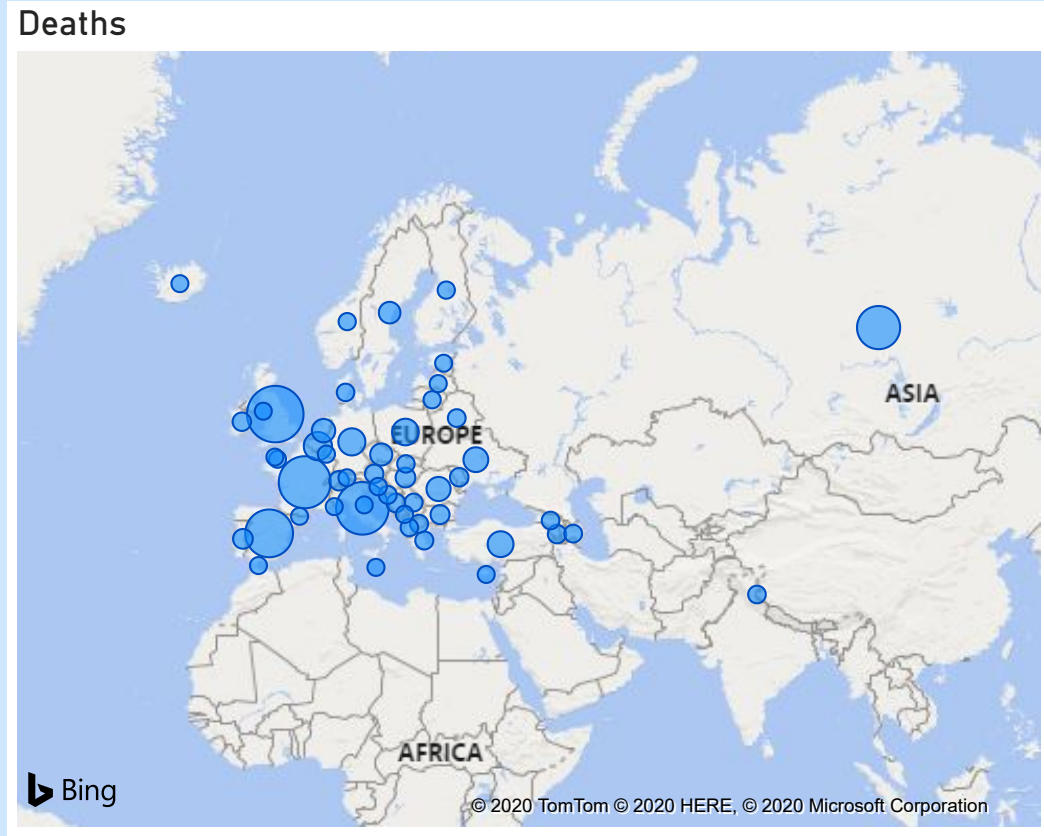 Deaths
ASIA
EUROPE
AFRICA
Bing
© 2020 TomTom © 2020 HERE, © 2020 Microsoft Corporation